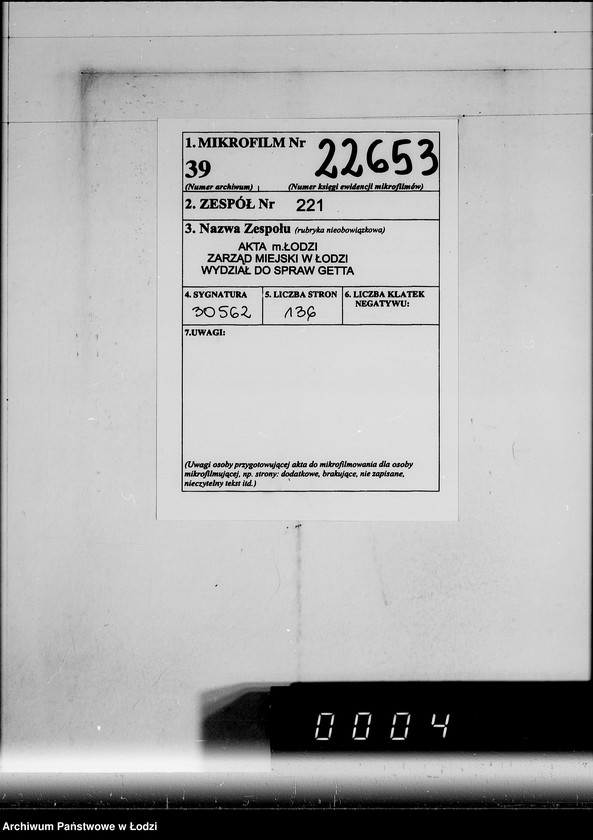 1. MIKROFILM Nr 22653
39
(Numer archiwum) (Numer księgi ewidencji mikrofilmów)
2. ZESPÓŁ Nr 221
3. Nazwa Zespołu (rubryka nieobowiązkowa)
AKTA m.ŁODZI
ZARZĄD MIEJSKI W ŁODZI
WYDZIAŁ DO SPRAW GETTA
4. SYGNATURA 5. LICZBA STRON 6. LICZBA KLATEK
NEGATYWU:
30562 136
7.UWAGI:
(Uwagi osoby przygotowującej akta do mikrofilmowania dla osoby
mikrofilmującej, np. strony: dodatkowe, brakujące, nie zapisane,
nieczytelny tekst itd.)
0004
Archiwum Państwowe w Łodzi